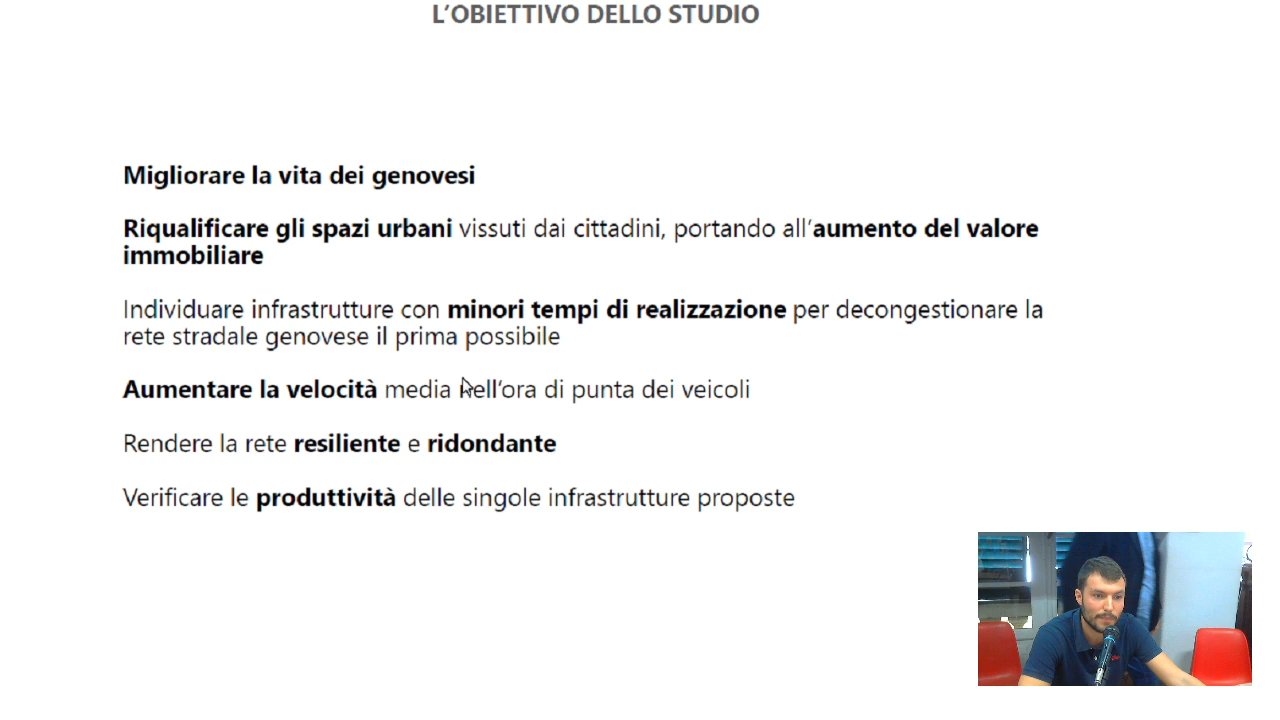 L'OBIETTIVO DELLO STUDIO
Migliorare la vita dei genovesi
Riqualificare gli spazi urbani vissuti dai cittadini, portando all'aumento del valore
immobiliare
Individuare infrastrutture con minori tempi di realizzazione per decongestionare la
rete stradale genovese il prima possibile
Aumentare la velocità media nell'ora di punta dei veicoli
Rendere la rete resiliente e ridondante
Verificare le produttività delle singole infrastrutture proposte